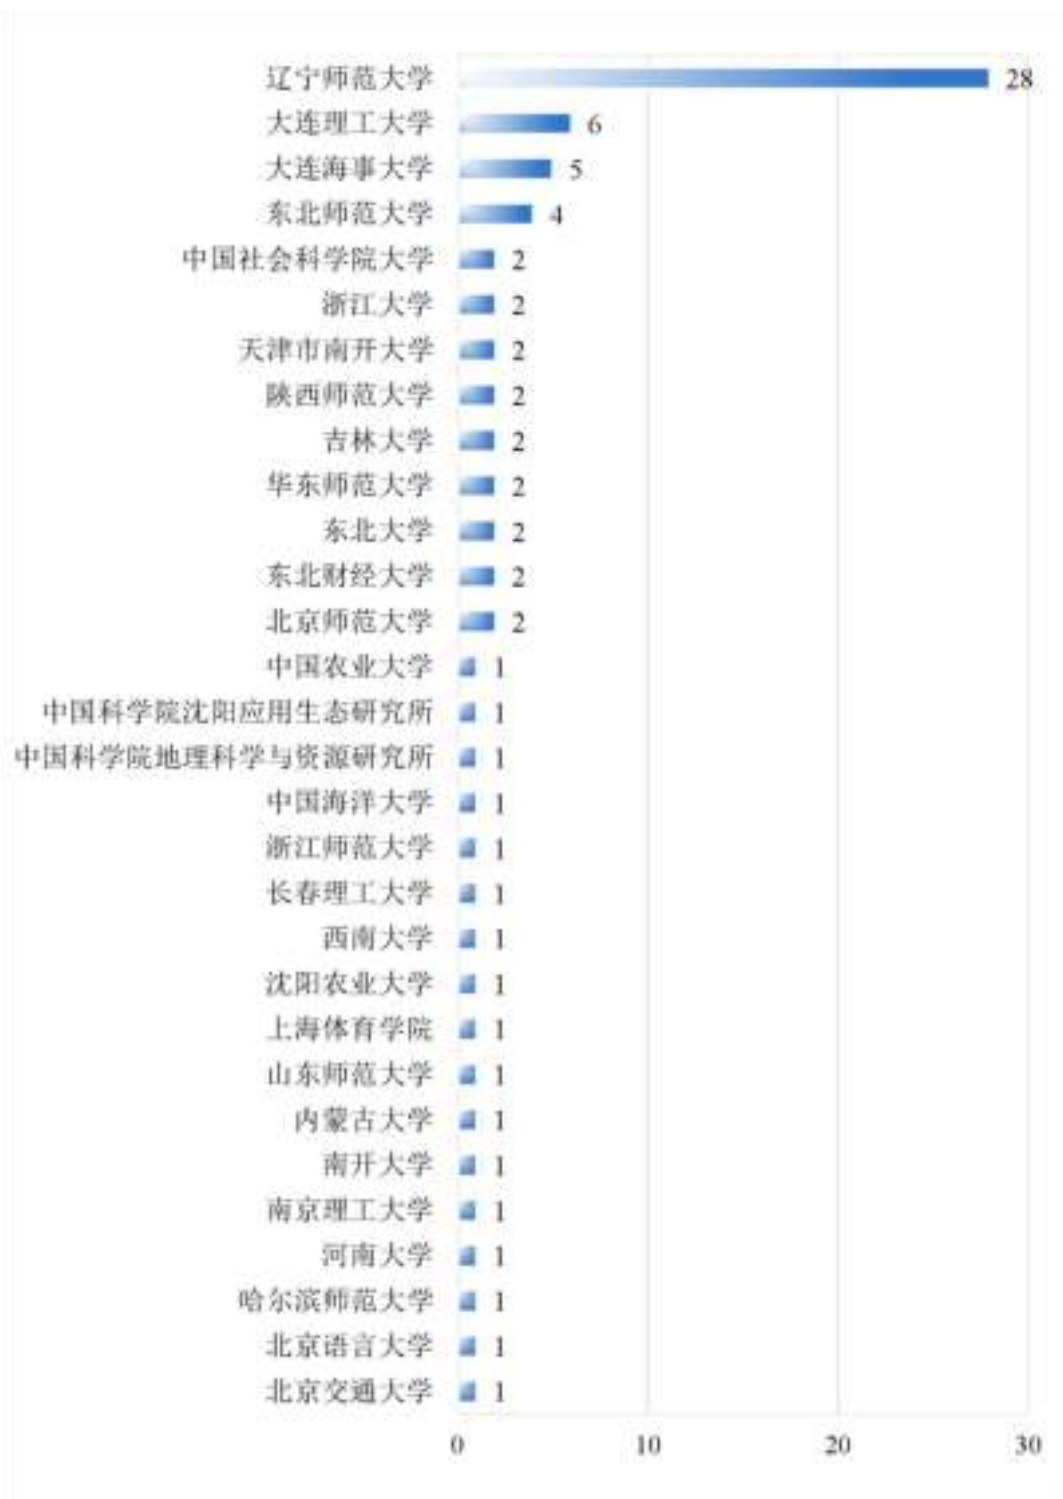 辽宁师范大学 28
大连理工大学 6
大连海事大学 5
东北师范大学 4
中国社会科学院大学 2
浙江大学 2
天津市南开大学 2
陕西师范大学 2
吉林大学 2
华东师范大学 2
东北大学 2
东北财经大学 2
北京师范大学 2
中国农业大学 1
中国科学院沈阳应用生态研究所 1
中国科学院地理科学与资源研究所 1
中国海洋大学 1
浙江师范大学 1
长春理工大学 1
西南大学 1
沈阳农业大学 1
上海体育学院 1
山东师范大学 1
内蒙古大学 1
南开大学 1
南京理工大学 1
河南大学 1
哈尔滨师范大学 1
北京语言大学 1
北京交通大学 1
0 10 20 30